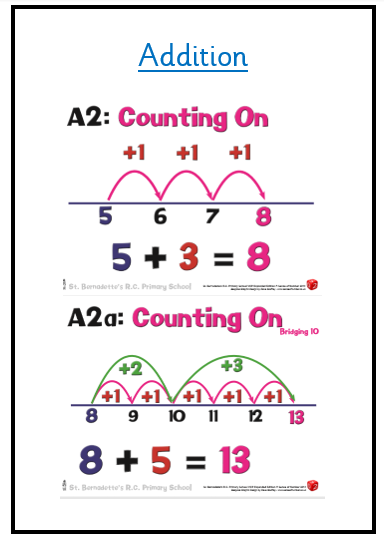 Addition
A2: Counting On
+1 +1 +1
5 6 7 8
5 + 3 = 8
St. Bernadette's R.C. Primary School
A2a: Counting On
Bridging 10
+2 +3
+1 +1 +1 +1 +1
8 9 10 11 12 13
8 + 5 = 13
St. Bernadette's R.C. Primary School